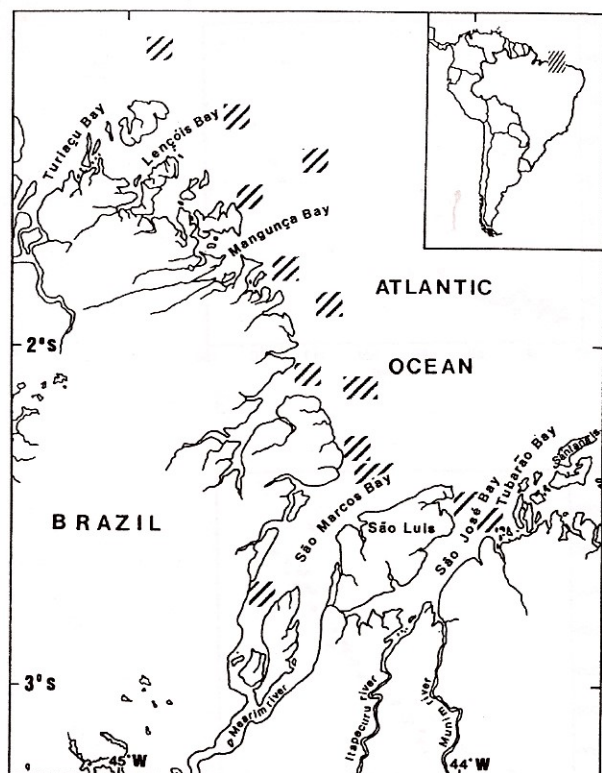 Turiaçu Bay
Lençóis Bay
Mangunça Bay
ATLANTIC
2°S
OCEAN
BRAZIL
São Marcos Bay
São Luis
São José Bay
Tubarão Bay
3°S
Mearim river
Itapecuru river
Munim river
45°W
44°W